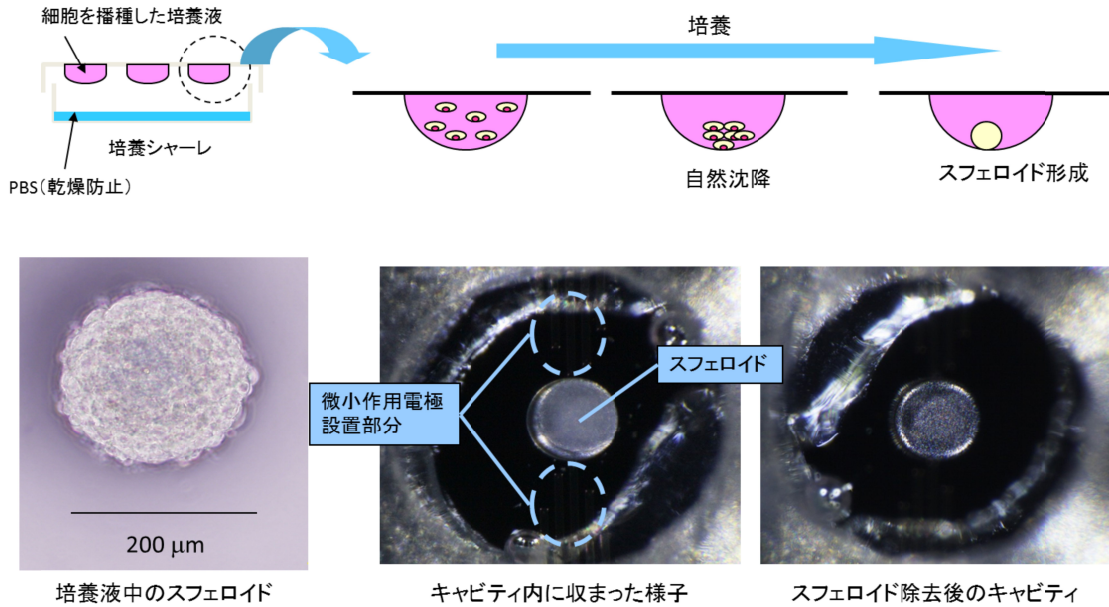 細胞を播種した培養液
培養
培養シャーレ
PBS(乾燥防止)
自然沈降
スフェロイド形成
スフェロイド
微小作用電極
設置部分
200 μm
培養液中のスフェロイド
キャビティ内に収まった様子
スフェロイド除去後のキャビティ